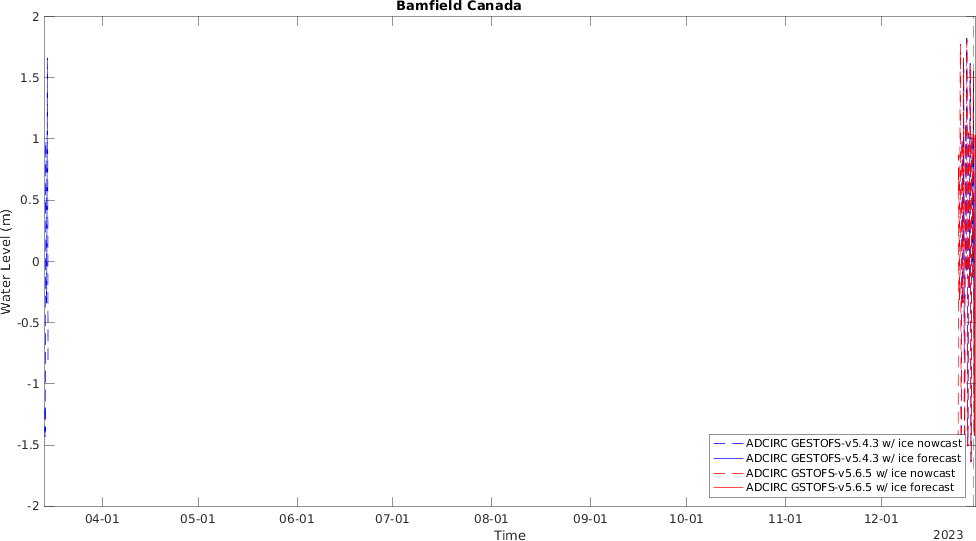 Bamfield Canada
2
1.5
1
0.5
0
-0.5
-1
-1.5
-2
Water Level (m)
ADCIRC GESTOFS-v5.4.3 w/ ice nowcast
ADCIRC GESTOFS-v5.4.3 w/ ice forecast
ADCIRC GSTOFS-v5.6.5 w/ ice nowcast
ADCIRC GSTOFS-v5.6.5 w/ ice forecast
04-01 05-01 06-01 07-01 08-01 09-01 10-01 11-01 12-01
Time
2023